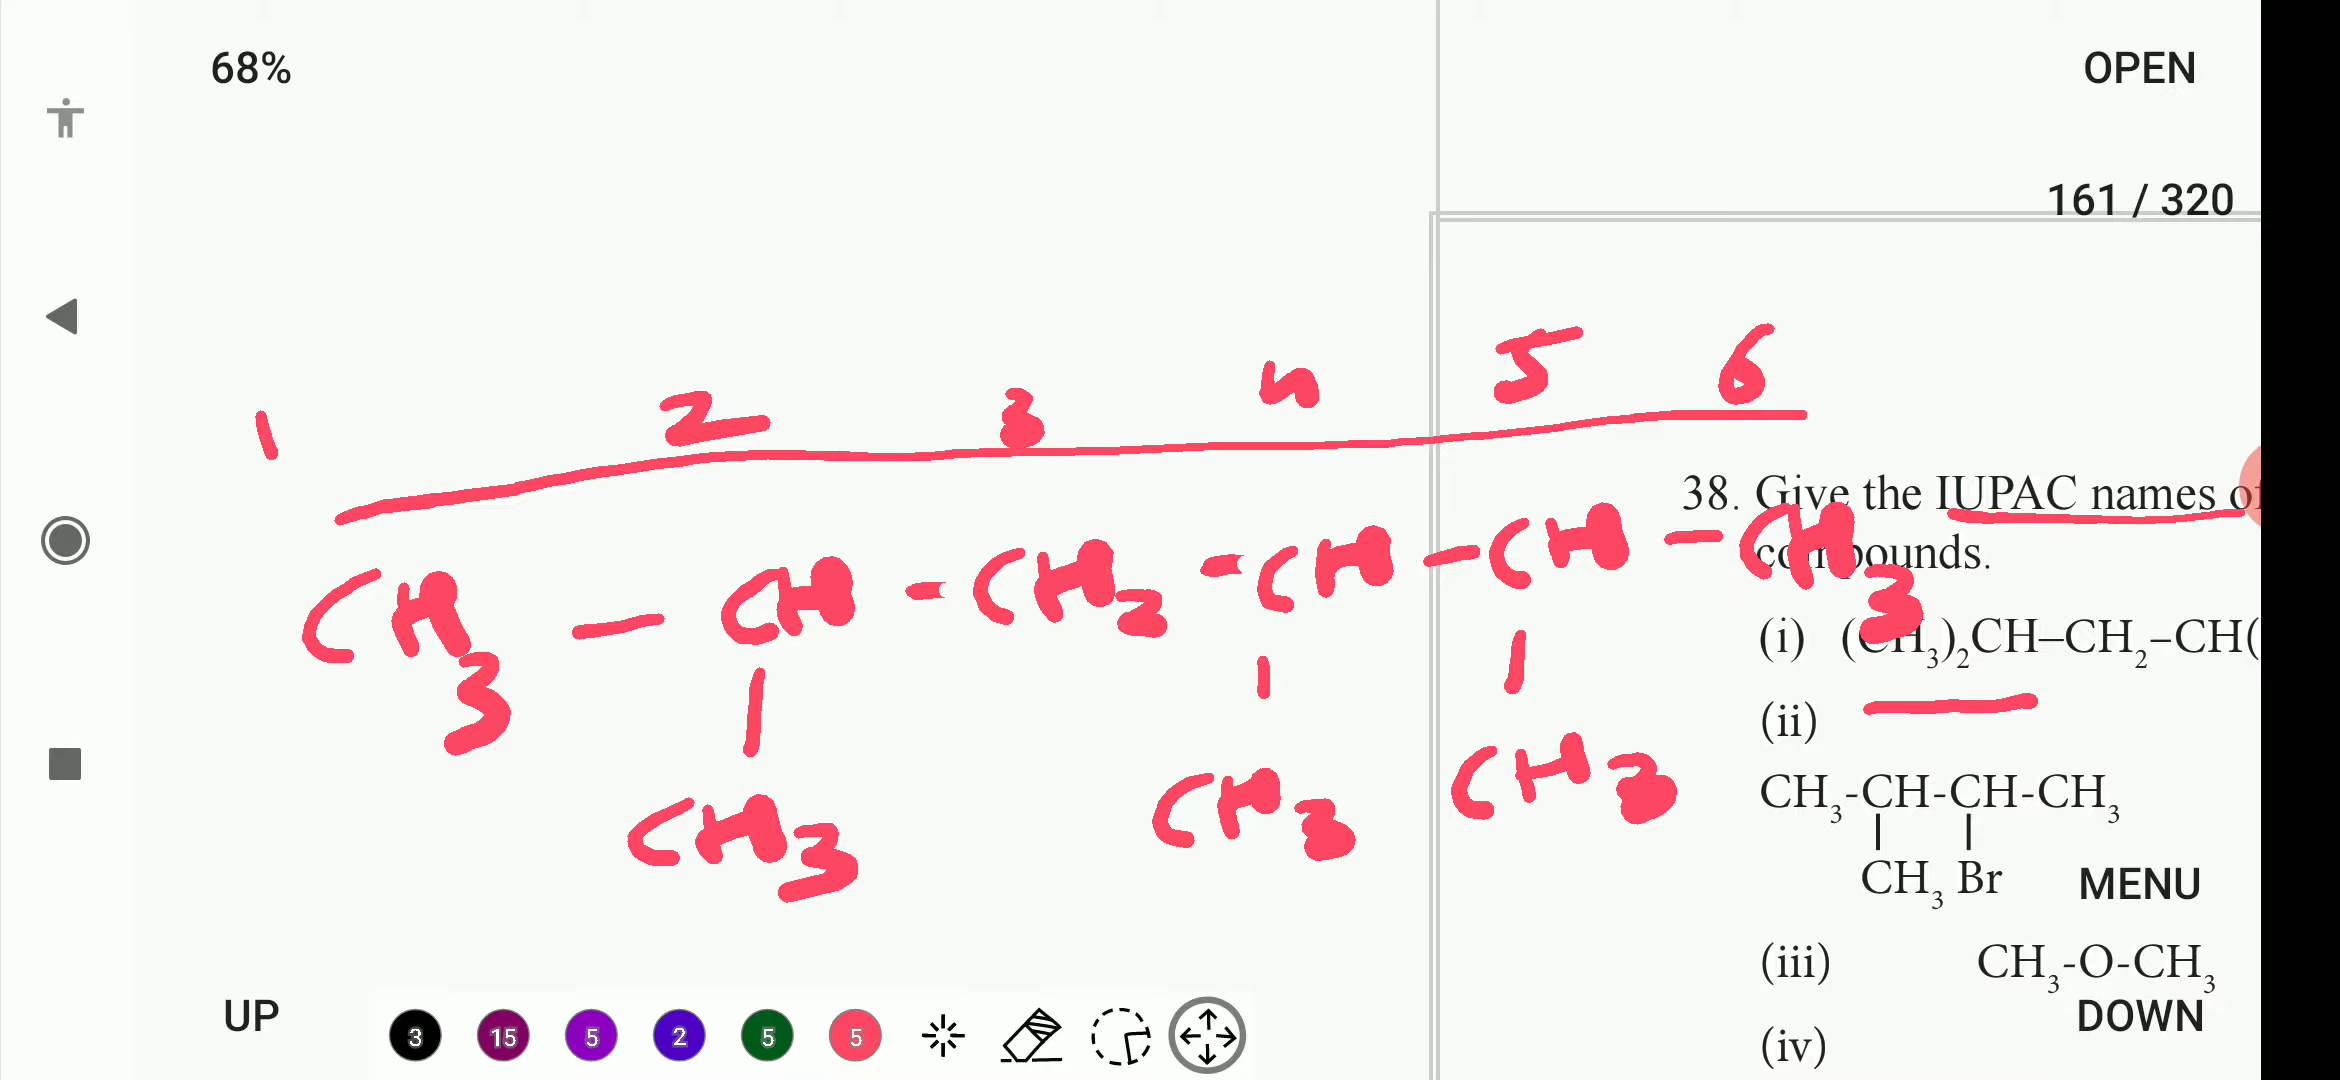 68%
OPEN
161 / 320
1 2 3 4 5 6
38. Give the IUPAC names of
compounds.
CH3 - CH - CH2 - CH - CH - CH3
CH3 CH3 CH3
(i) (CH3)2CH–CH2–CH(
(ii)
CH3-CH-CH-CH3
CH3 Br
MENU
(iii) CH3-O-CH3
UP
DOWN
3 15 5 2 5 5
(iv)